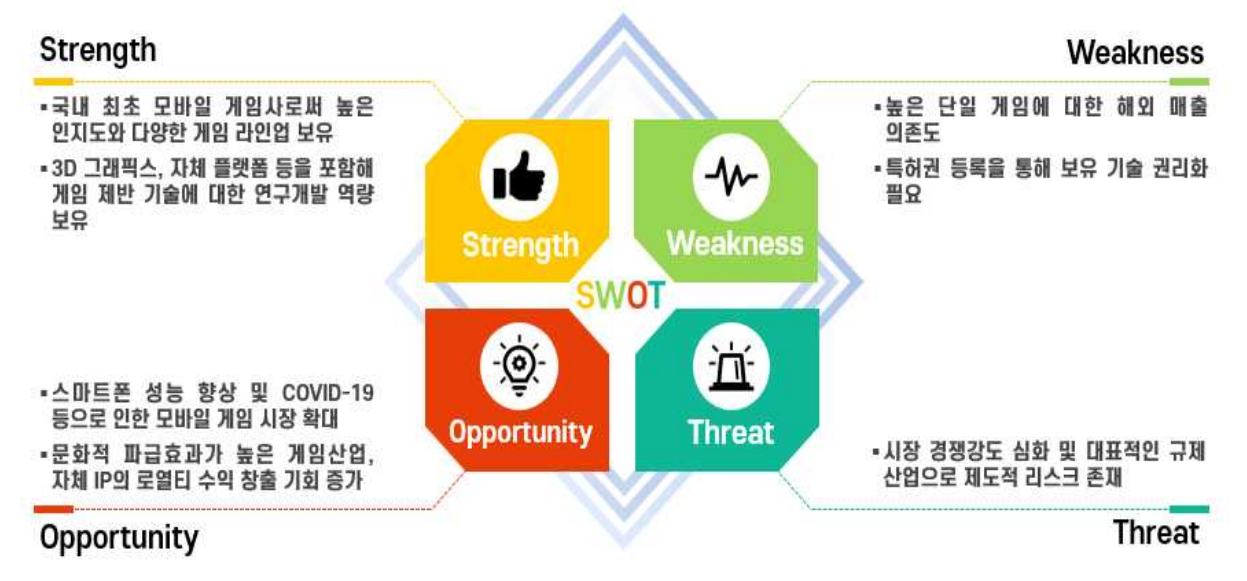 Strength
▪국내 최초 모바일 게임사로써 높은
인지도와 다양한 게임 라인업 보유
▪3D 그래픽스, 자체 플랫폼 등을 포함해
게임 제반 기술에 대한 연구개발 역량
보유
Weakness
▪높은 단일 게임에 대한 해외 매출
의존도
▪특허권 등록을 통해 보유 기술 권리화
필요
Strength
Weakness
SWOT
Opportunity
Threat
▪스마트폰 성능 향상 및 COVID-19
등으로 인한 모바일 게임 시장 확대
▪문화적 파급효과가 높은 게임산업,
자체 IP의 로열티 수익 창출 기회 증가
Opportunity
▪시장 경쟁강도 심화 및 대표적인 규제
산업으로 제도적 리스크 존재
Threat